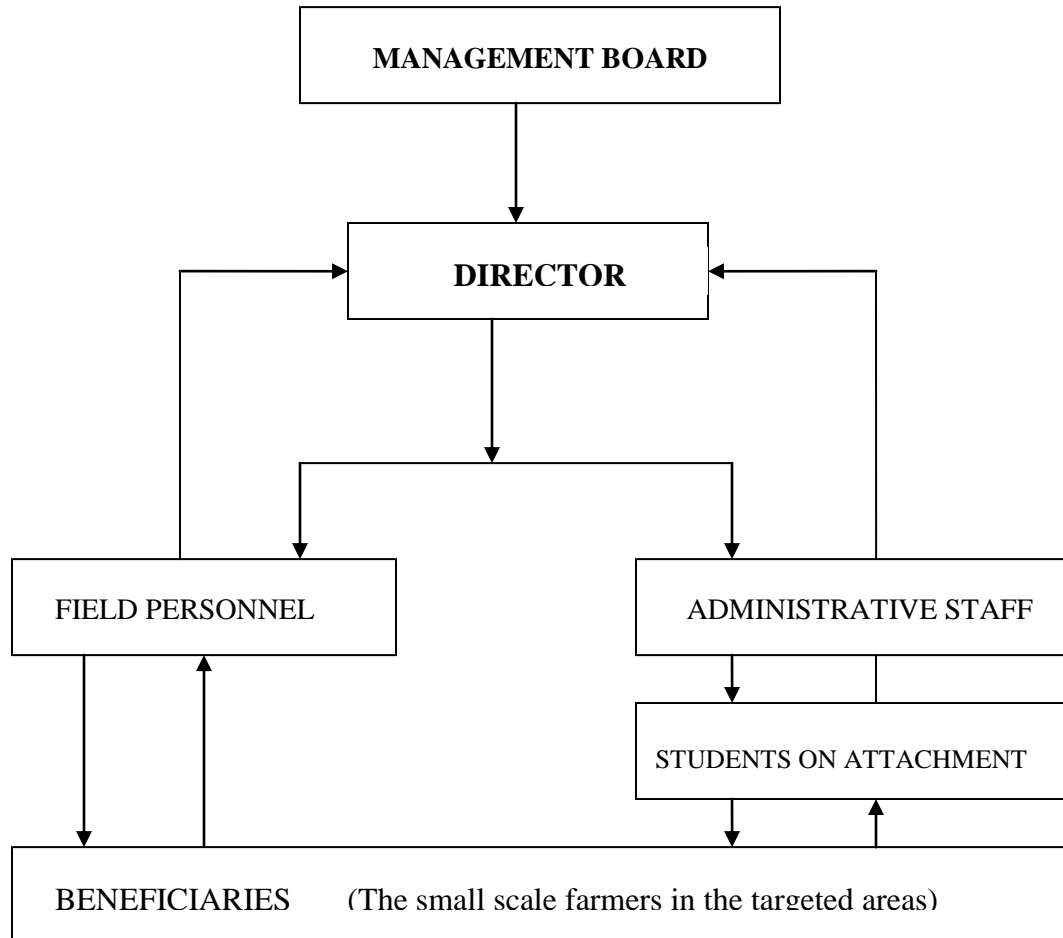 MANAGEMENT BOARD
DIRECTOR
FIELD PERSONNEL
ADMINISTRATIVE STAFF
STUDENTS ON ATTACHMENT
BENEFICIARIES (The small scale farmers in the targeted areas)